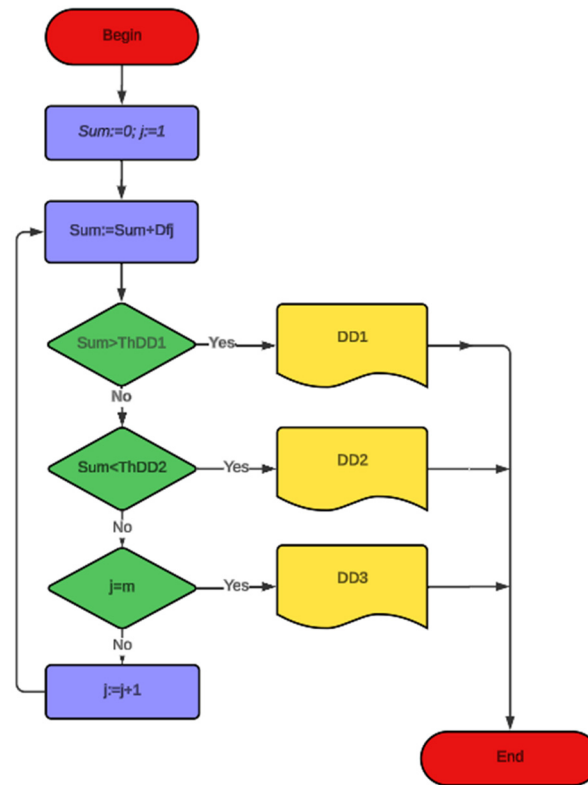 Begin
Sum:=0; j:=1
Sum:=Sum+Dfj
Sum>ThDD1
Yes
DD1
No
Sum<ThDD2
Yes
DD2
No
j=m
Yes
DD3
No
j:=j+1
End